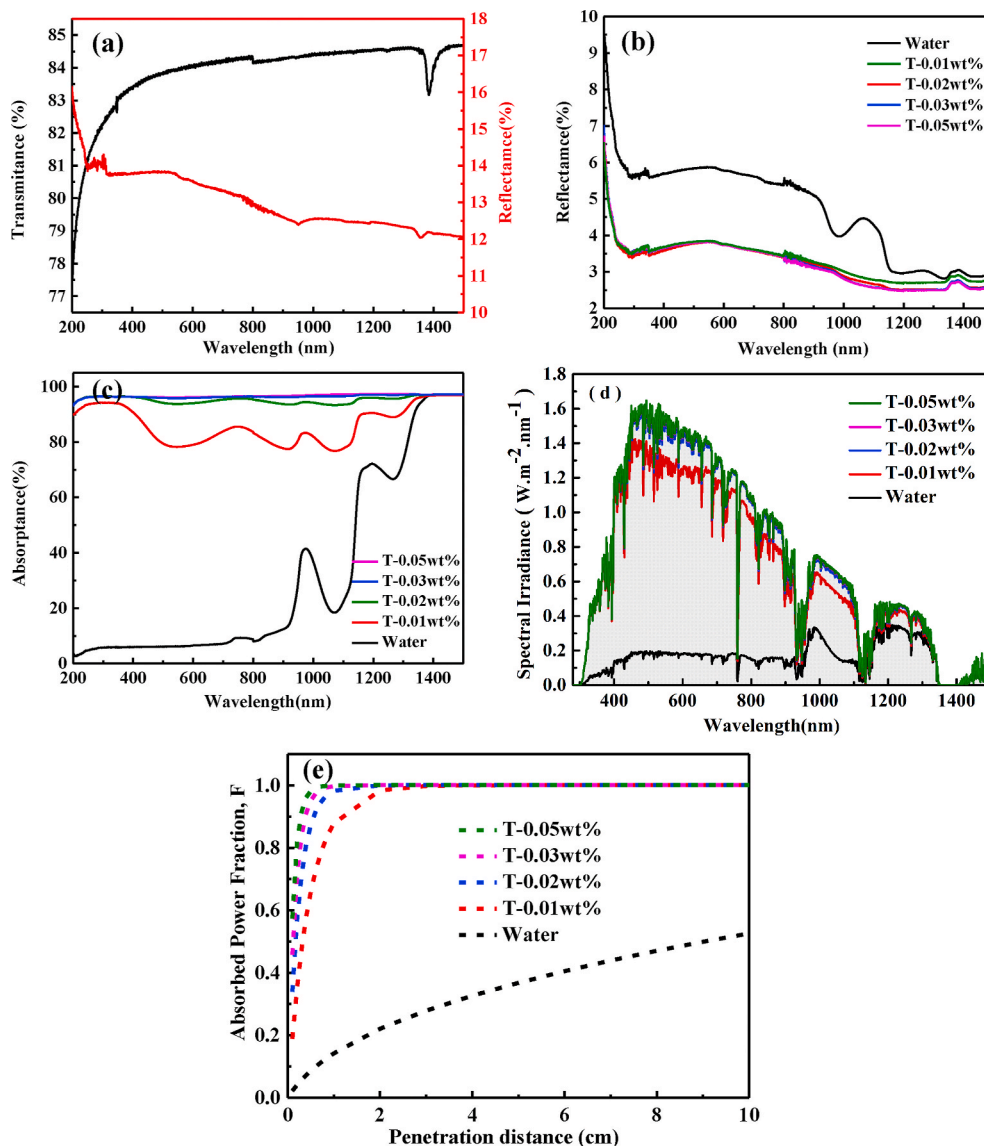 (a)
Transmitance (%)
85
84
83
82
81
80
79
78
77
18
17
16
15
14
13
12
11
10
Reflectamce(%)
200 400 600 800 1000 1200 1400
Wavelength (nm)
(b)
Reflectance(%)
10
9
8
7
6
5
4
3
2
Water
T-0.01wt%
T-0.02wt%
T-0.03wt%
T-0.05wt%
200 400 600 800 1000 1200 1400
Wavelength (nm)
(c)
Absorptance(%)
100
80
60
40
20
0
T-0.05wt%
T-0.03wt%
T-0.02wt%
T-0.01wt%
Water
200 400 600 800 1000 1200 1400
Wavelength(nm)
(d)
Spectral Irradiance ( W.m-2.nm-1)
1.8
1.6
1.4
1.2
1.0
0.8
0.6
0.4
0.2
0.0
T-0.05wt%
T-0.03wt%
T-0.02wt%
T-0.01wt%
Water
400 600 800 1000 1200 1400
Wavelength(nm)
(e)
Absorbed Power Fraction, F
1.0
0.8
0.6
0.4
0.2
0.0
T-0.05wt%
T-0.03wt%
T-0.02wt%
T-0.01wt%
Water
0 2 4 6 8 10
Penetration distance (cm)